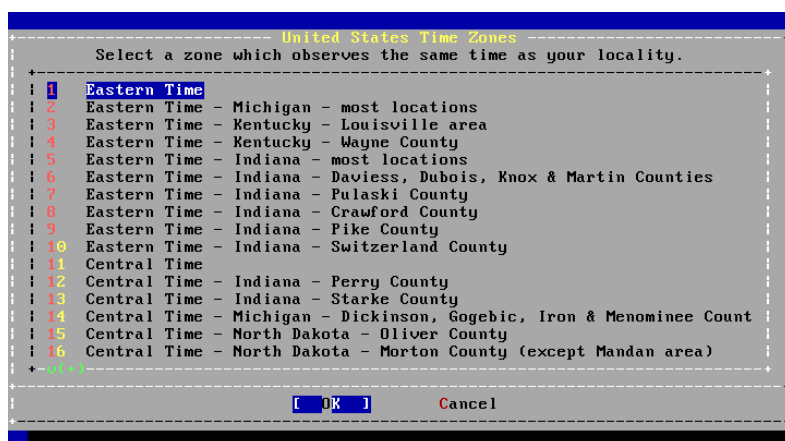 United States Time Zones
Select a zone which observes the same time as your locality.
1 Eastern Time
2 Eastern Time - Michigan - most locations
3 Eastern Time - Kentucky - Louisville area
4 Eastern Time - Kentucky - Wayne County
5 Eastern Time - Indiana - most locations
6 Eastern Time - Indiana - Daviess, Dubois, Knox & Martin Counties
7 Eastern Time - Indiana - Pulaski County
8 Eastern Time - Indiana - Crawford County
9 Eastern Time - Indiana - Pike County
10 Eastern Time - Indiana - Switzerland County
11 Central Time
12 Central Time - Indiana - Perry County
13 Central Time - Indiana - Starke County
14 Central Time - Michigan - Dickinson, Gogebic, Iron & Menominee Count
15 Central Time - North Dakota - Oliver County
16 Central Time - North Dakota - Morton County (except Mandan area)
v(+)
[ OK ] Cancel